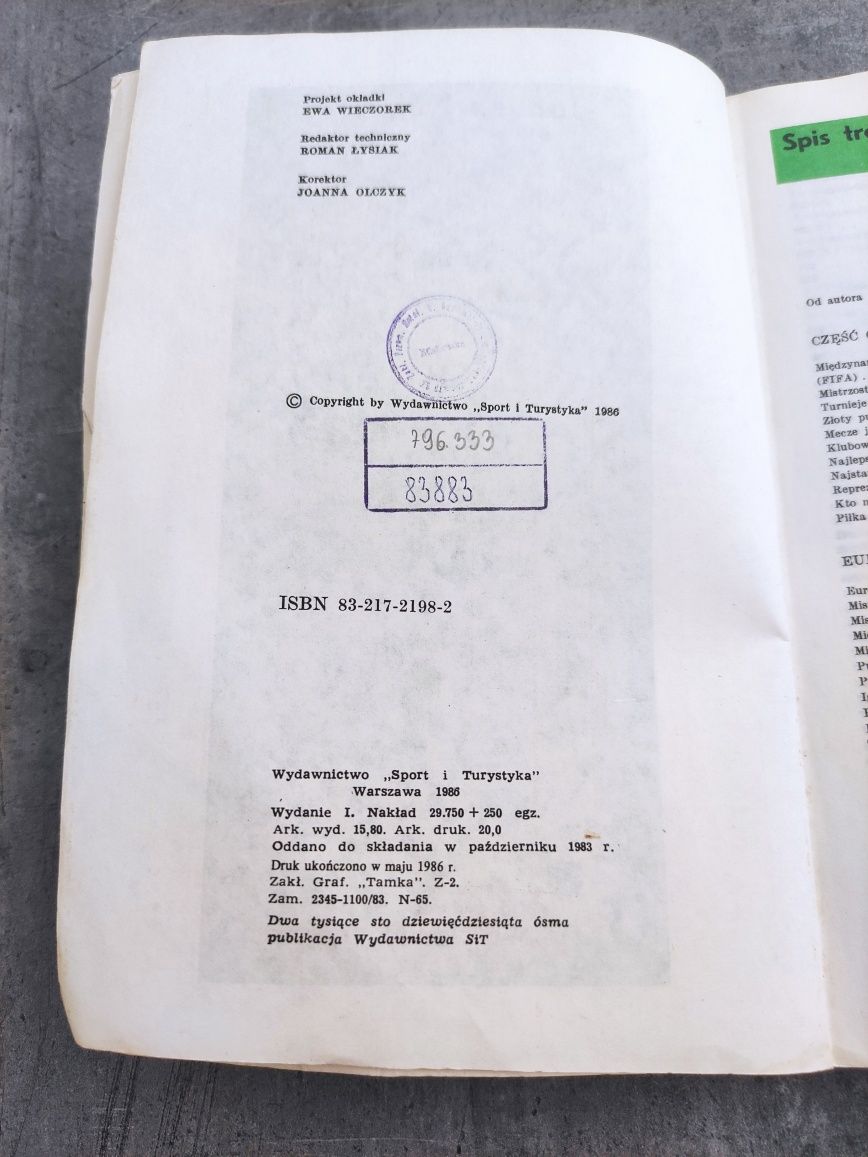 Projekt okładki
EWA WIECZOREK
Redaktor techniczny
ROMAN ŁYSIAK
Korektor
JOANNA OLCZYK
© Copyright by Wydawnictwo „Sport i Turystyka" 1986
796.333
83883
ISBN 83-217-2198-2
Wydawnictwo „Sport i Turystyka"
Warszawa 1986
Wydanie I. Nakład 29.750 + 250 egz.
Ark. wyd. 15,80. Ark. druk. 20,0
Oddano do składania w październiku 1983 r.
Druk ukończono w maju 1986 r.
Zakł. Graf. „Tamka". Z-2.
Zam. 2345-1100/83. N-65.
Dwa tysiące sto dziewięćdziesiąta ósma
publikacja Wydawnictwa SiT
Spis
Od autora
CZĘŚĆ
(FIFA) .
Turnieje
Złoty
Mecze
Kto
Piłka